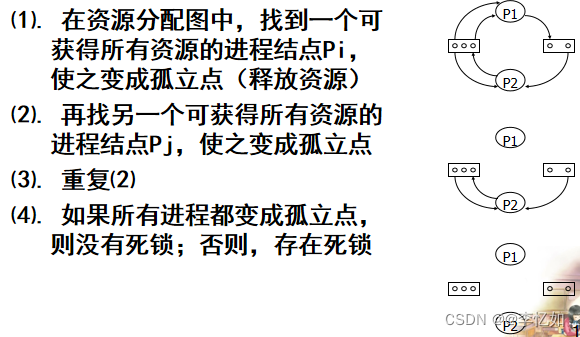 (1). 在资源分配图中，找到一个可
获得所有资源的进程结点Pi，
使之变成孤立点（释放资源）
(2). 再找另一个可获得所有资源的
进程结点Pj，使之变成孤立点
(3). 重复(2)
(4). 如果所有进程都变成孤立点，
则没有死锁；否则，存在死锁
P1
P2
P1
P2
P1
P2
CSDN @@李忆如